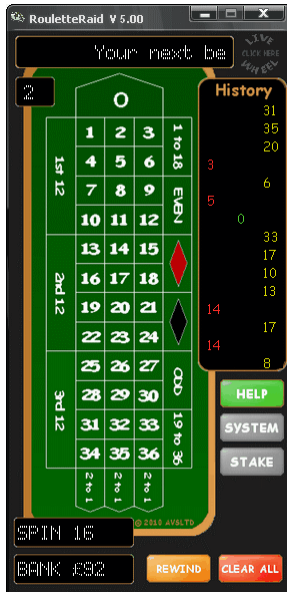 RouletteRaid V 5.00
Your next be
LIVE
CLICK HERE
WHEEL
2
History
31
35
20
3
6
5
0
33
17
10
13
14
17
14
8
0
1 2 3
4 5 6
7 8 9
10 11 12
13 14 15
16 17 18
19 20 21
22 23 24
25 26 27
28 29 30
31 32 33
34 35 36
1st 12
2nd 12
3rd 12
1 to 18
EVEN
ODD
19 to 36
2 to 1 2 to 1 2 to 1
© 2010 AVSLTD
HELP
SYSTEM
STAKE
SPIN 16
BANK £92
REWIND
CLEAR ALL